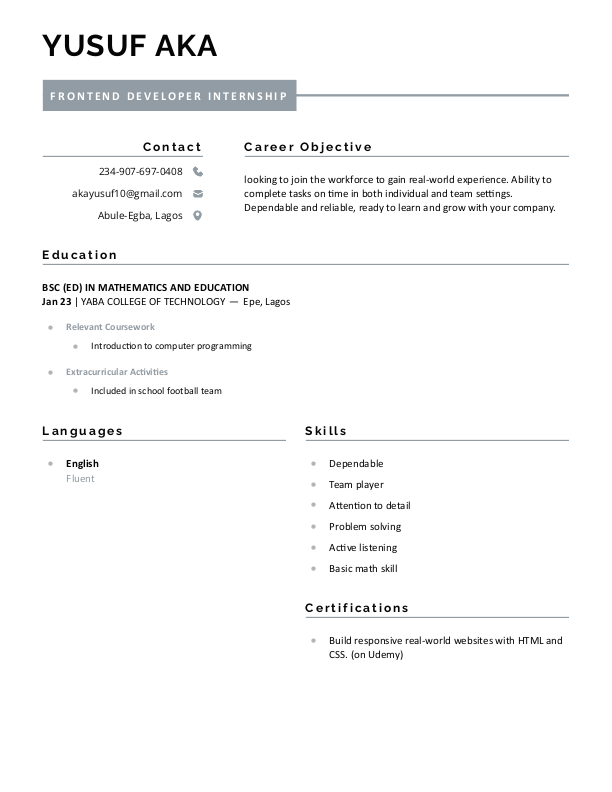 YUSUF AKA
FRONTEND DEVELOPER INTERNSHIP
Contact
234-907-697-0408
akayusuf10@gmail.com
Abule-Egba, Lagos
Career Objective
looking to join the workforce to gain real-world experience. Ability to
complete tasks on time in both individual and team settings.
Dependable and reliable, ready to learn and grow with your company.
Education
BSC (ED) IN MATHEMATICS AND EDUCATION
Jan 23 | YABA COLLEGE OF TECHNOLOGY — Epe, Lagos
Relevant Coursework
Introduction to computer programming
Extracurricular Activities
Included in school football team
Languages
English
Fluent
Skills
Dependable
Team player
Attention to detail
Problem solving
Active listening
Basic math skill
Certifications
Build responsive real-world websites with HTML and
CSS. (on Udemy)